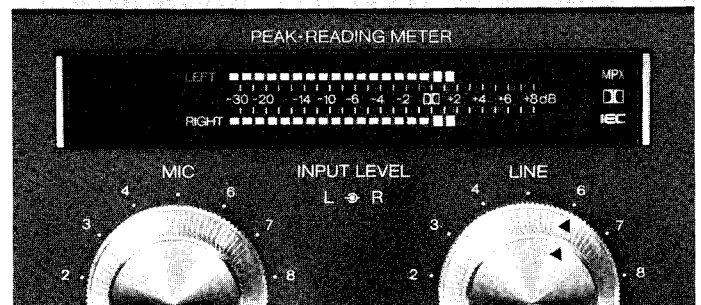 PEAK-READING METER
LEFT MPX
-30 -20 -14 -10 -6 -4 -2 +2 +4 +6 +8dB
RIGHT IEC
MIC INPUT LEVEL LINE
L R
4 6 4 6
3 7 3 7
2 8 2 8